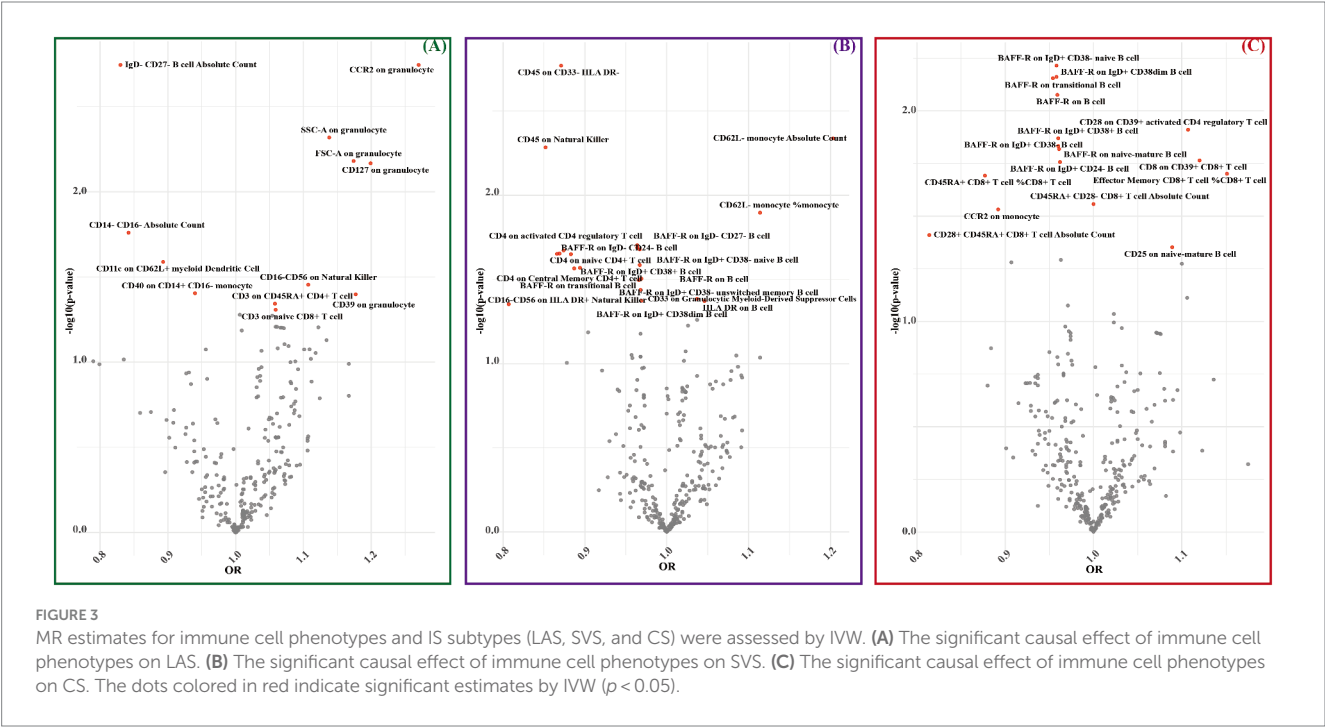 (A)
IgD- CD27- B cell Absolute Count
CCR2 on granulocyte
SSC-A on granulocyte
FSC-A on granulocyte
CD127 on granulocyte
2.0
CD14- CD16- Absolute Count
CD11c on CD62L+ myeloid Dendritic Cell
CD40 on CD14+ CD16- monocyte
CD16-CD56 on Natural Killer
CD3 on CD45RA+ CD4+ T cell
CD39 on granulocyte
CD3 on naive CD8+ T cell
-log10(p-value)
1.0
0.0
0.8
0.9
1.0
1.1
1.2
OR
(B)
CD45 on CD33- HLA DR-
CD62L- monocyte Absolute Count
CD45 on Natural Killer
2.0
CD62L- monocyte %monocyte
CD4 on activated CD4 regulatory T cell
BAFF-R on IgD- CD27- B cell
BAFF-R on IgD- CD24- B cell
CD4 on naive CD4+ T cell
BAFF-R on IgD+ CD38- naive B cell
BAFF-R on IgD+ CD38+ B cell
CD4 on Central Memory CD4+ T cell
BAFF-R on B cell
BAFF-R on transitional B cell
BAFF-R on IgD- CD38- unswitched memory B cell
CD16-CD56 on HLA DR+ Natural Killer
CD33 on Granulocytic Myeloid-Derived Suppressor Cells
HLA DR on B cell
BAFF-R on IgD+ CD38dim B cell
-log10(p-value)
1.0
0.0
0.8
0.9
1.0
1.1
1.2
OR
(C)
BAFF-R on IgD+ CD38- naive B cell
BAFF-R on IgD+ CD38dim B cell
BAFF-R on transitional B cell
BAFF-R on B cell
2.0
CD28 on CD39+ activated CD4 regulatory T cell
BAFF-R on IgD+ CD38+ B cell
BAFF-R on IgD+ CD38- B cell
BAFF-R on naive-mature B cell
BAFF-R on IgD+ CD24- B cell
CD8 on CD39+ CD8+ T cell
CD45RA+ CD8+ T cell %CD8+ T cell
Effector Memory CD8+ T cell %CD8+ T cell
CD45RA+ CD28- CD8+ T cell Absolute Count
CCR2 on monocyte
CD28+ CD45RA+ CD8+ T cell Absolute Count
CD25 on naive-mature B cell
-log10(p-value)
1.0
0.0
0.8
0.9
1.0
1.1
OR
FIGURE 3
MR estimates for immune cell phenotypes and IS subtypes (LAS, SVS, and CS) were assessed by IVW. (A) The significant causal effect of immune cell
phenotypes on LAS. (B) The significant causal effect of immune cell phenotypes on SVS. (C) The significant causal effect of immune cell phenotypes
on CS. The dots colored in red indicate significant estimates by IVW (p < 0.05).